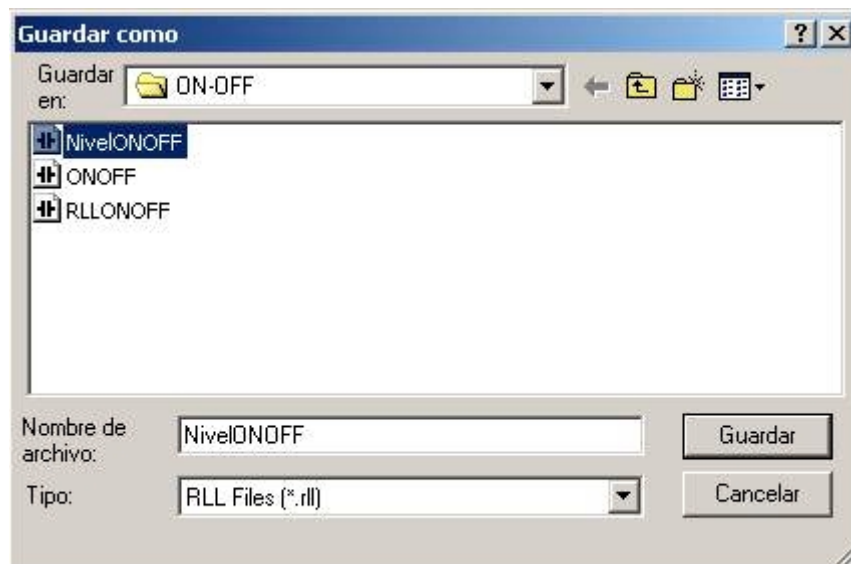 Guardar como
Guardar
en:
ON-OFF
NivelONOFF
ONOFF
RLLONOFF
Nombre de
archivo:
NivelONOFF
Guardar
Tipo:
RLL Files (*.rll)
Cancelar